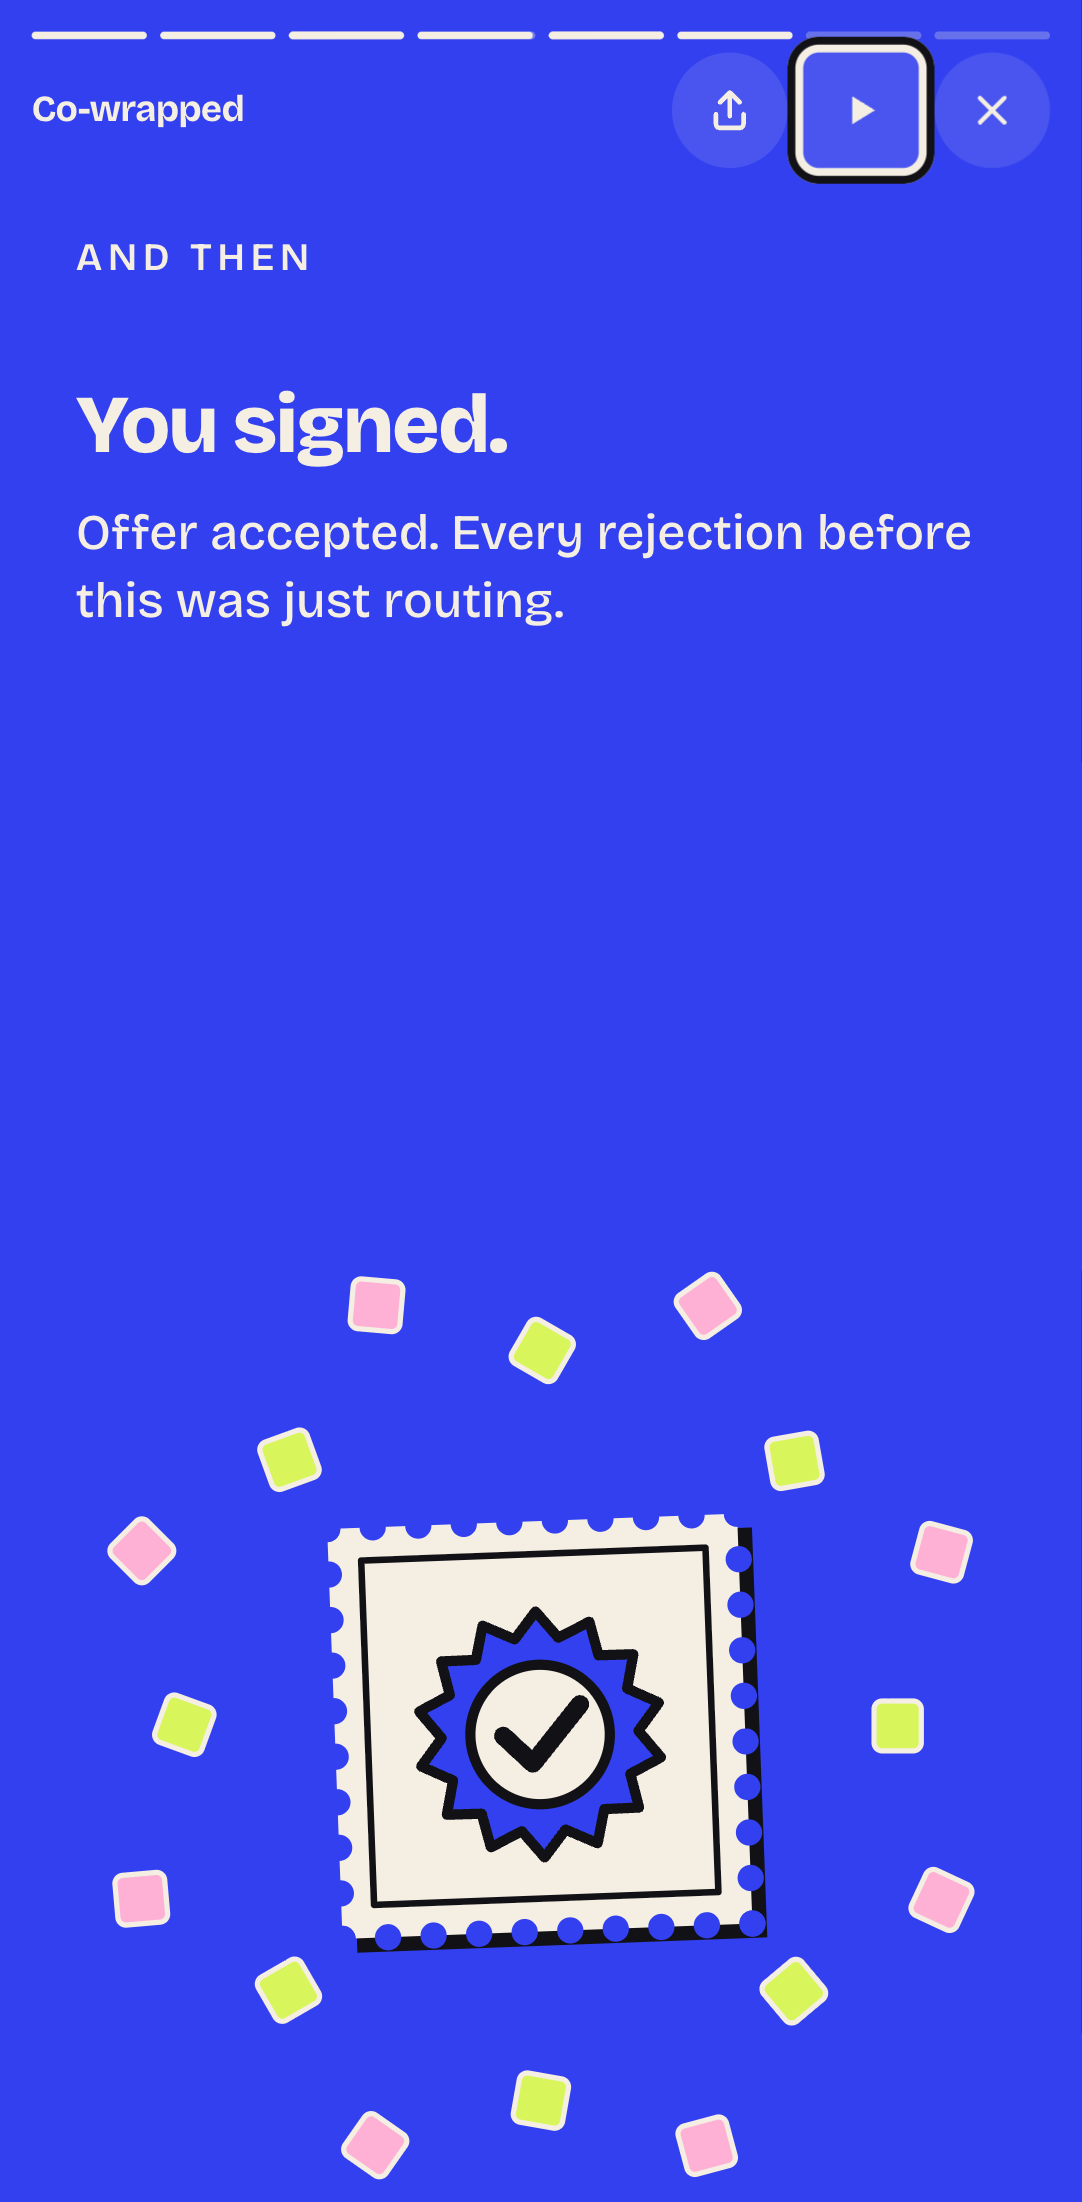 Co-wrapped
AND THEN
You signed.
Offer accepted. Every rejection before
this was just routing.